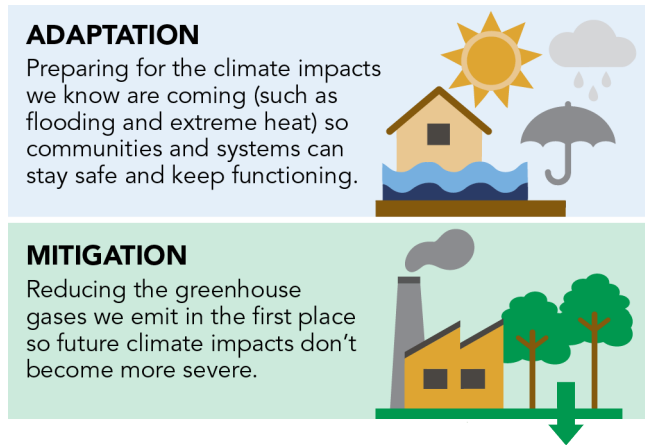 ADAPTATION
Preparing for the climate impacts
we know are coming (such as
flooding and extreme heat) so
communities and systems can
stay safe and keep functioning.
MITIGATION
Reducing the greenhouse
gases we emit in the first place
so future climate impacts don’t
become more severe.